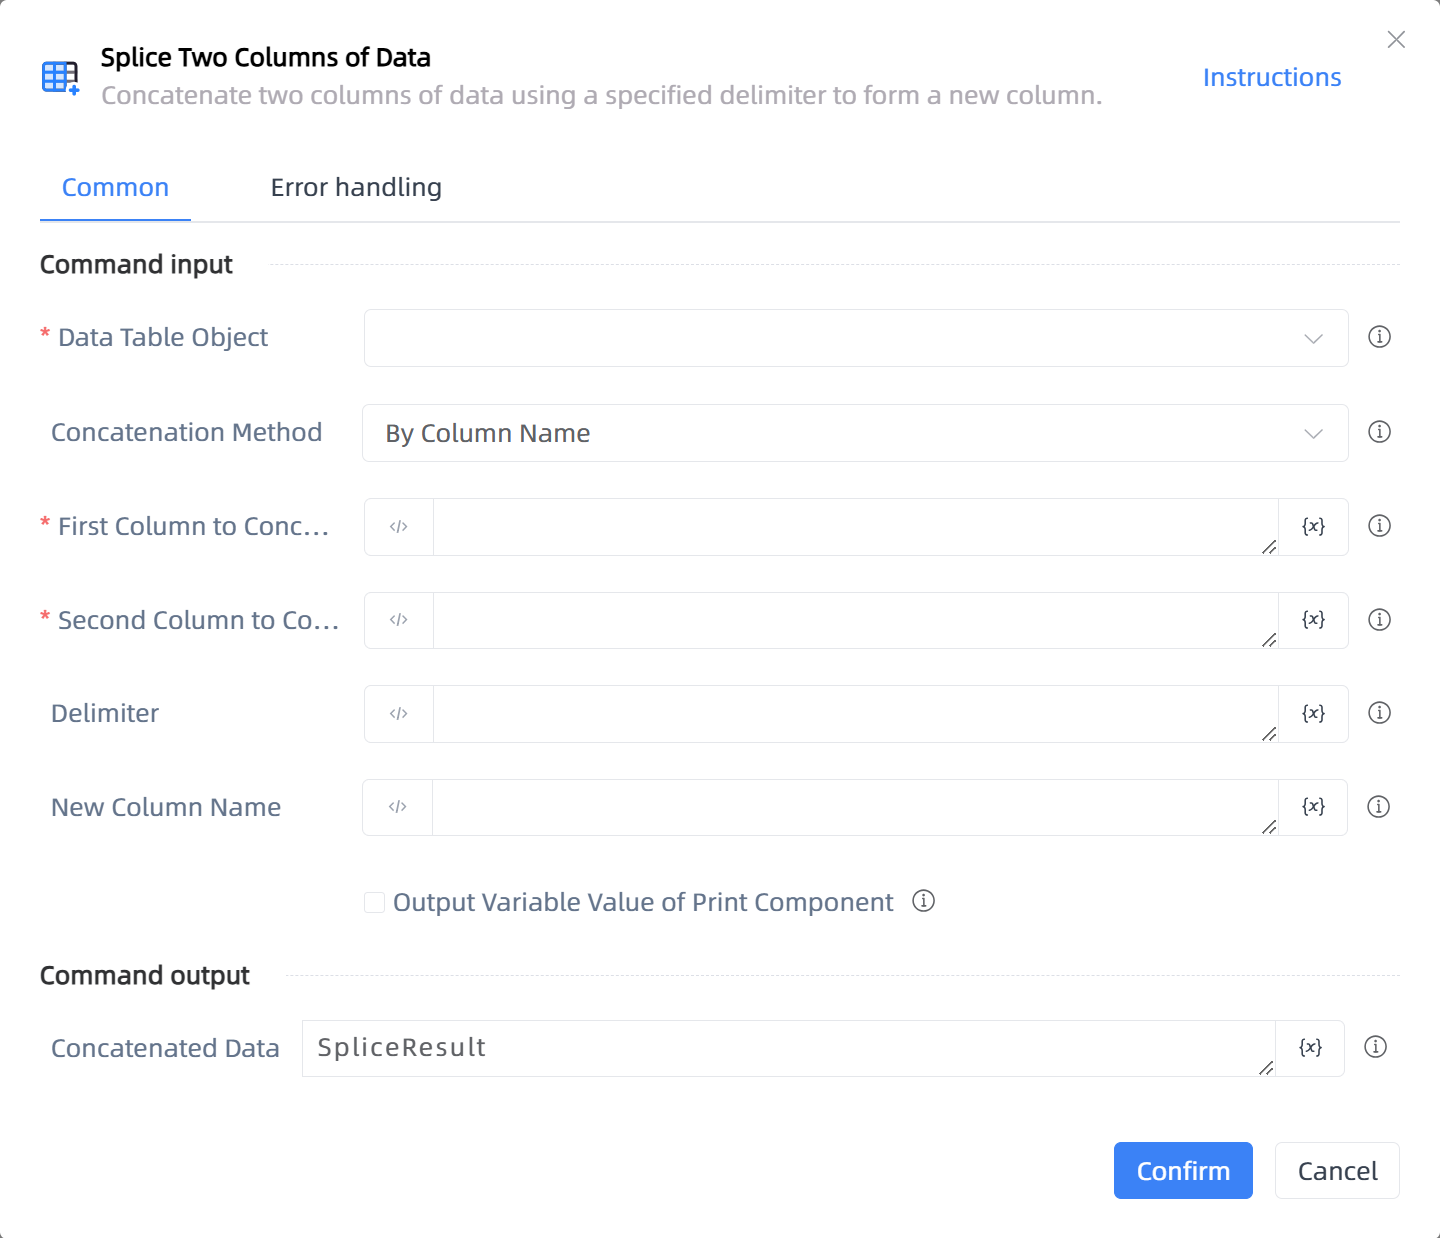 Splice Two Columns of Data
Concatenate two columns of data using a specified delimiter to form a new column.
Instructions
Common
Error handling
Command input
* Data Table Object
Concatenation Method
By Column Name
* First Column to Conc...
</>
{x}
* Second Column to Co...
</>
{x}
Delimiter
</>
{x}
New Column Name
</>
{x}
Output Variable Value of Print Component
Command output
Concatenated Data
SpliceResult
{x}
Confirm
Cancel